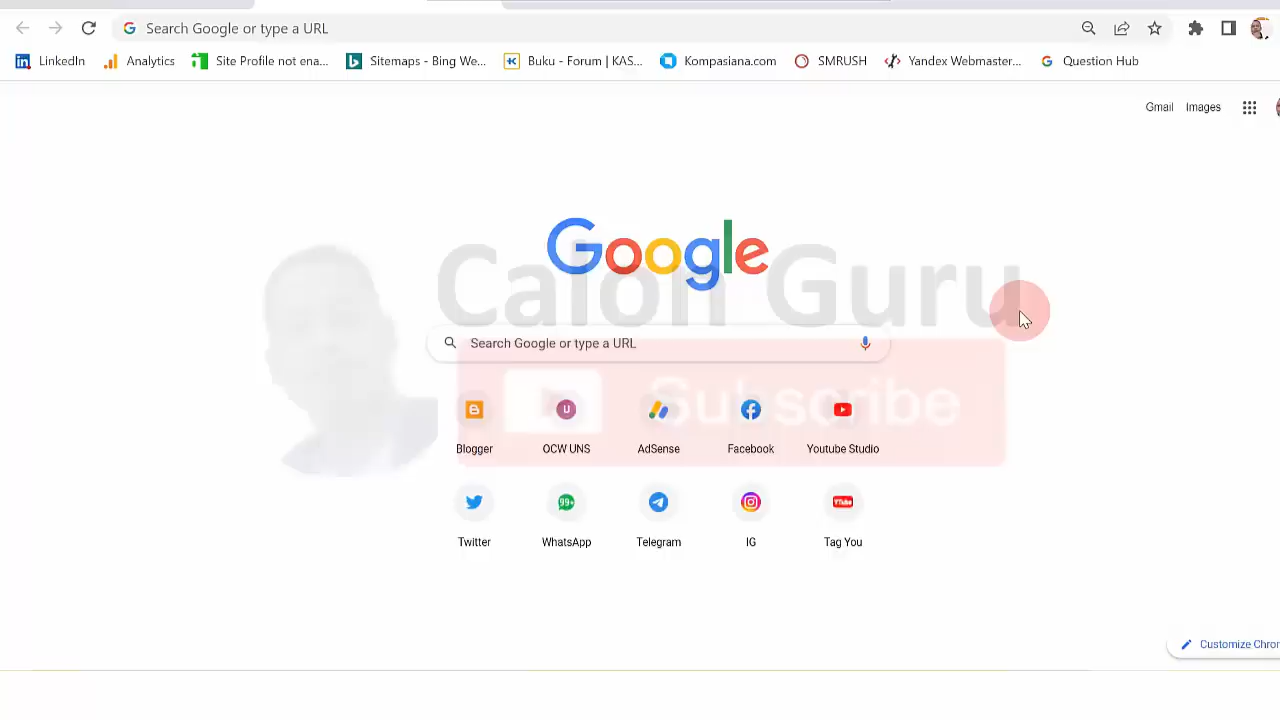 Search Google or type a URL
LinkedIn Analytics Site Profile not ena... Sitemaps - Bing We... Buku - Forum | KAS... Kompasiana.com SMRUSH Yandex Webmaster... Question Hub
Gmail Images
Google
Calon Guru
Search Google or type a URL
Subscribe
U
Blogger OCW UNS AdSense Facebook Youtube Studio
99+
Twitter WhatsApp Telegram IG Tag You
Customize Chrom